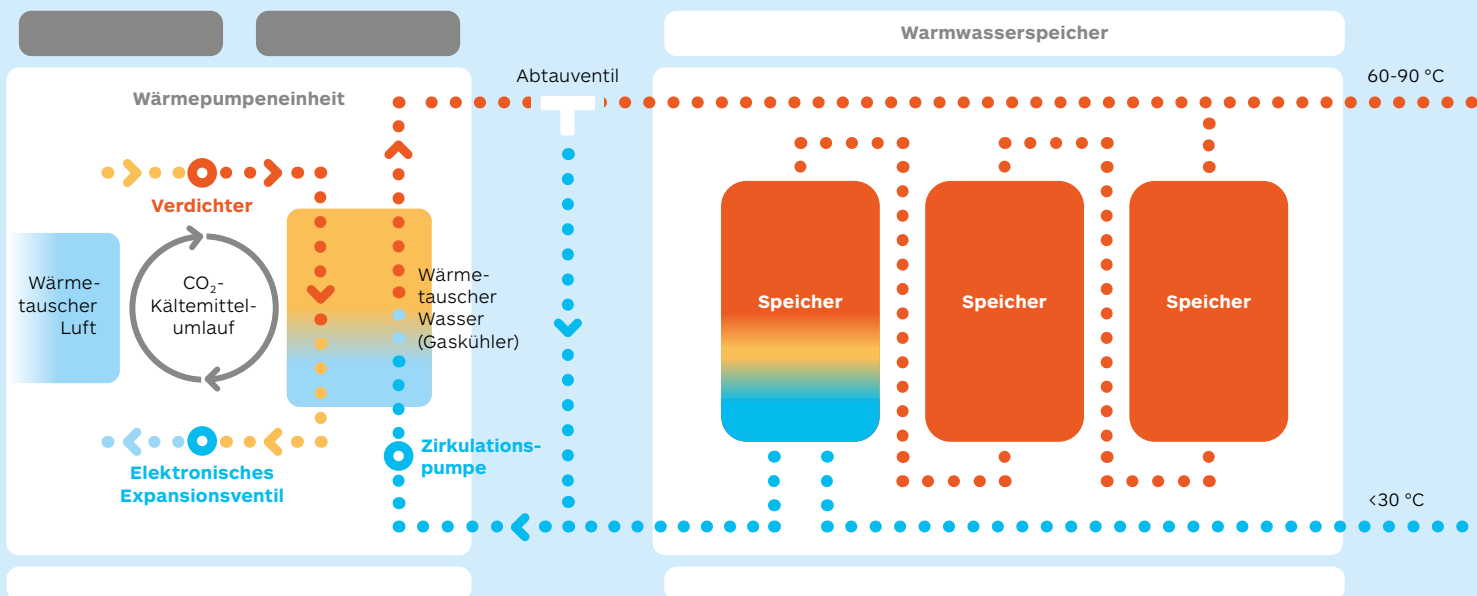 Warmwasserspeicher
Abtauventil
60-90 °C
Wärmepumpeneinheit
Verdichter
Wärme-
tauscher
Luft
CO₂-
Kältemittel-
umlauf
Wärme-
tauscher
Wasser
(Gaskühler)
Speicher
Speicher
Speicher
Zirkulations-
pumpe
Elektronisches
Expansionsventil
<30 °C